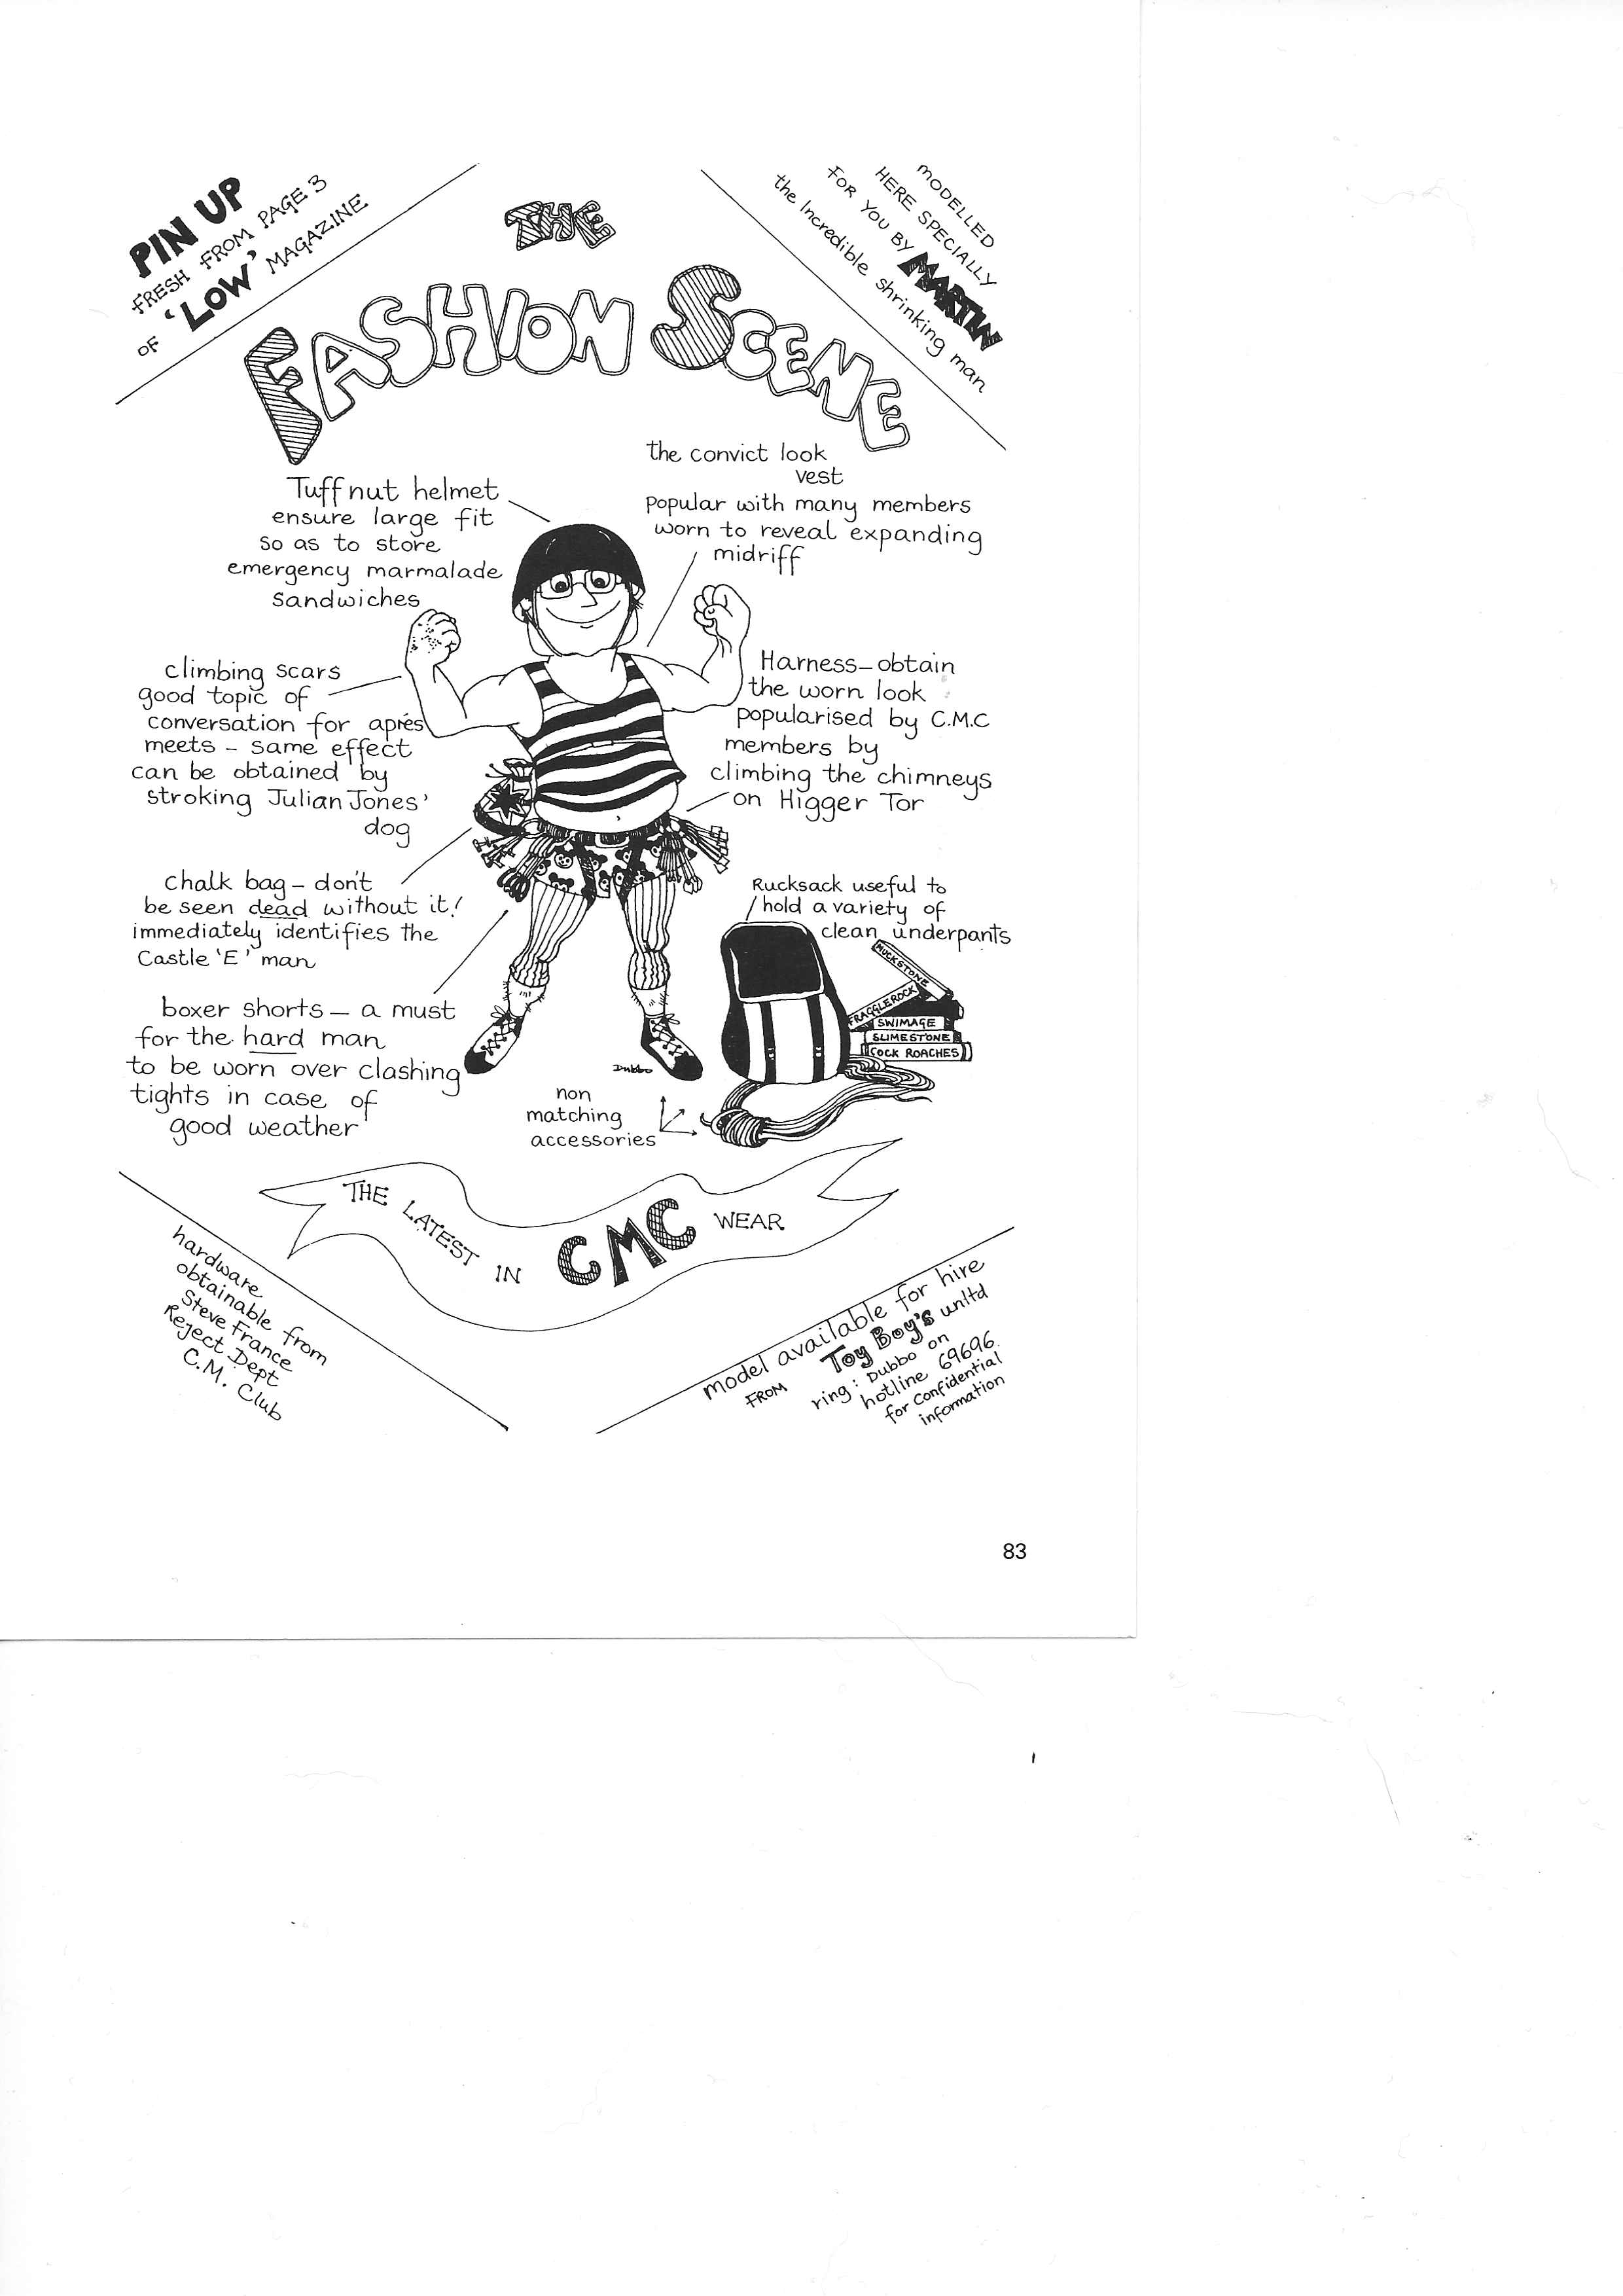 PIN UP
FRESH FROM PAGE 3
OF 'LOW' MAGAZINE
MODELLED
HERE SPECIALLY
FOR YOU BY MARTIN
the Incredible shrinking man
THE
FASHION SCENE
the convict look
vest
popular with many members
worn to reveal expanding
midriff
Tuff nut helmet
ensure large fit
so as to store
emergency marmalade
sandwiches
climbing scars
good topic of
conversation for aprés
meets – same effect
can be obtained by
stroking Julian Jones'
dog
Harness – obtain
the worn look
popularised by C.M.C
members by
climbing the chimneys
on Higger Tor
chalk bag – don't
be seen dead without it!
immediately identifies the
Castle 'E' man
Rucksack useful to
hold a variety of
clean underpants
MUCKSTONE
FRAGGLEROCK
SWIMAGE
SLIMESTONE
COCK ROACHES
boxer shorts – a must
for the hard man
to be worn over clashing
tights in case of
good weather
Dubbo
non
matching
accessories
THE LATEST IN CMC WEAR
hardware
obtainable from
Steve France
Reject Dept
C.M. Club
model available for hire
FROM Toy Boy's unltd
ring: Dubbo on
hotline 69696.
for confidential
information
83